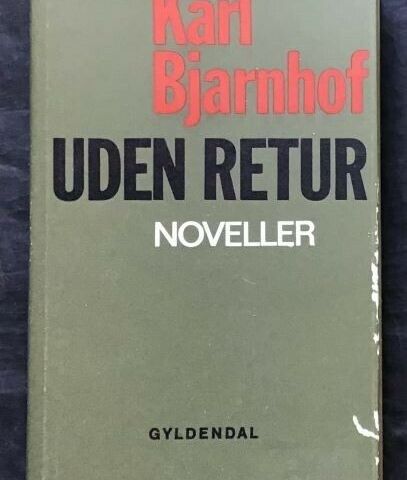 Karl
Bjarnhof
UDEN RETUR
NOVELLER
GYLDENDAL